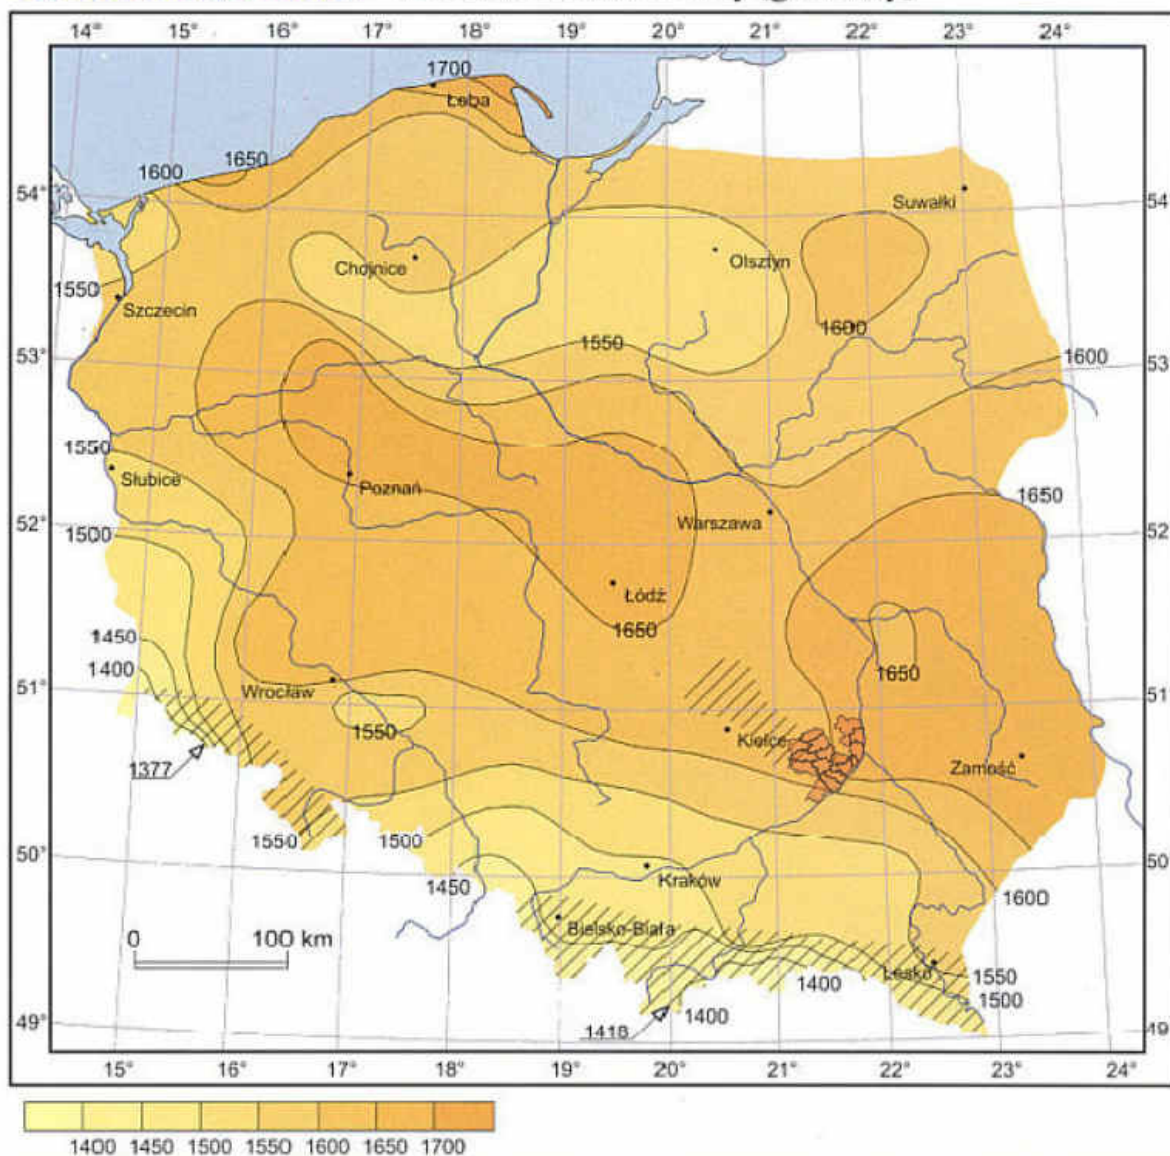 14° 15° 16° 17° 18° 19° 20° 21° 22° 23° 24°
1700
Łeba
1650
1600
54° 54
Suwałki
Chojnice
Olsztyn
1550
Szczecin
1600
1550
53° 1600 53
1550
Słubice
Poznań
1650
Warszawa
52° 52
1500
Łódź
1650
1450
1400
1650
51° 51
Wrocław
1550
Kielce
1377
Zamość
1550 1500
50° 50
1450
Kraków
1600
0 100 km
Bielsko-Biała
Lesko
1550
1400
1500
1400
1418
49° 49
15° 16° 17° 18° 19° 20° 21° 22° 23° 24°
1400 1450 1500 1550 1600 1650 1700